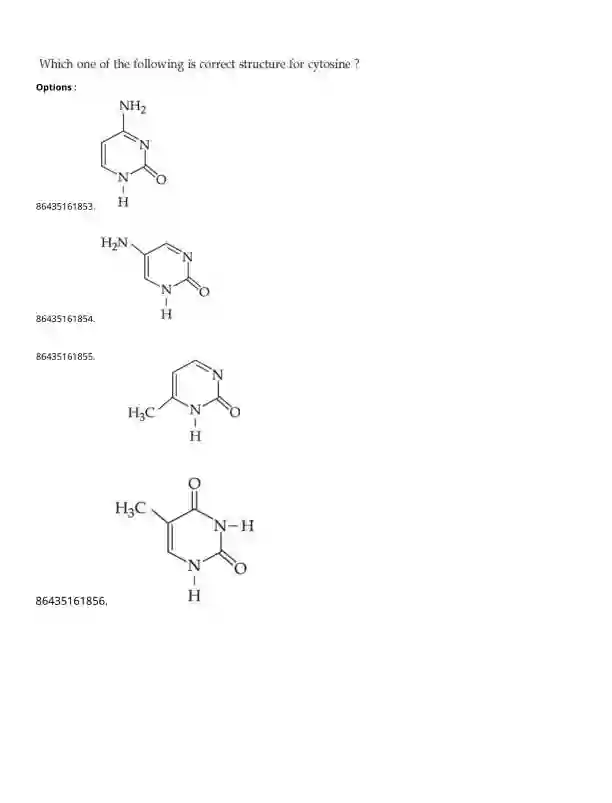 Which one of the following is correct structure for cytosine ?
Options :
NH2
N
N
O
H
86435161853.
H2N
N
N
O
H
86435161854.
86435161855.
N
H3C
N
O
H
O
H3C
N–H
N
O
H
86435161856.